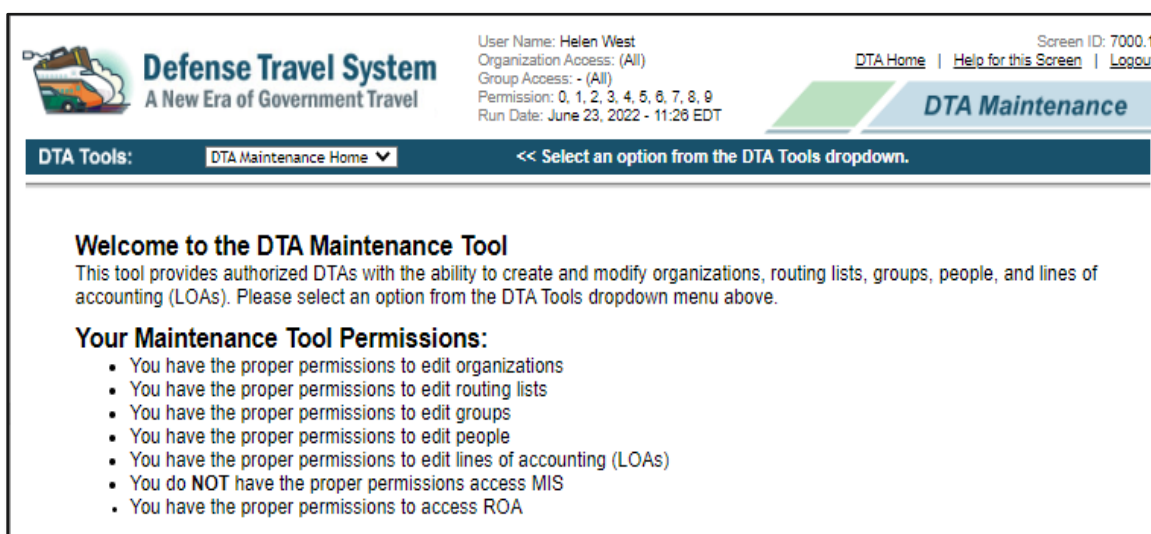 Defense Travel System
A New Era of Government Travel
User Name: Helen West
Organization Access: (All)
Group Access: - (All)
Permission: 0, 1, 2, 3, 4, 5, 6, 7, 8, 9
Run Date: June 23, 2022 - 11:26 EDT
Screen ID: 7000.1
DTA Home | Help for this Screen | Logout
DTA Maintenance
DTA Tools: DTA Maintenance Home << Select an option from the DTA Tools dropdown.
Welcome to the DTA Maintenance Tool
This tool provides authorized DTAs with the ability to create and modify organizations, routing lists, groups, people, and lines of
accounting (LOAs). Please select an option from the DTA Tools dropdown menu above.
Your Maintenance Tool Permissions:
• You have the proper permissions to edit organizations
• You have the proper permissions to edit routing lists
• You have the proper permissions to edit groups
• You have the proper permissions to edit people
• You have the proper permissions to edit lines of accounting (LOAs)
• You do NOT have the proper permissions access MIS
• You have the proper permissions to access ROA